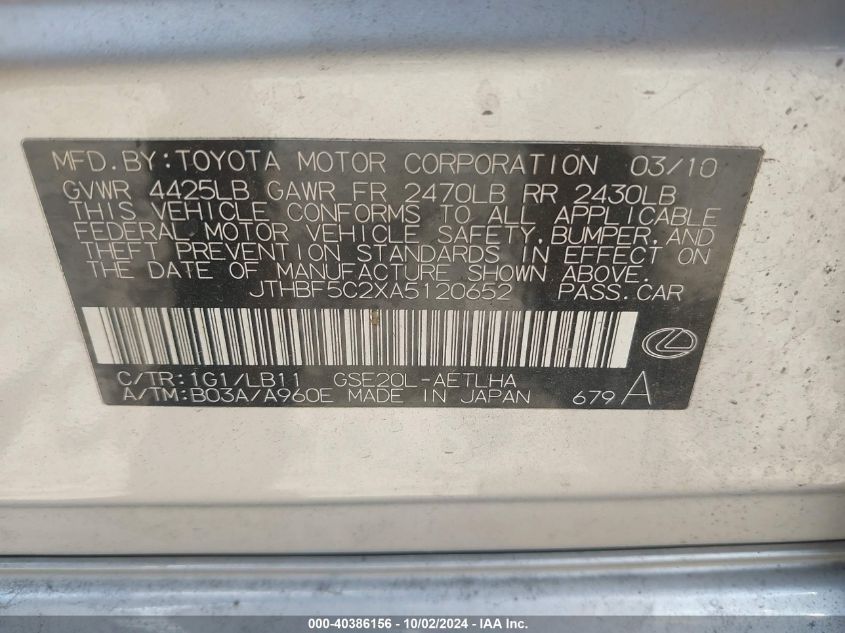 MFD.BY:TOYOTA MOTOR CORPORATION 03/10
GVWR 4425LB GAWR FR 2470LB RR 2430LB
THIS VEHICLE CONFORMS TO ALL APPLICABLE
FEDERAL MOTOR VEHICLE SAFETY,BUMPER,AND
THEFT PREVENTION STANDARDS IN EFFECT ON
THE DATE OF MANUFACTURE SHOWN ABOVE.
JTHBF5C2XA5120652 PASS.CAR
C/TR:1G1/LB11 GSE20L-AETLHA
A/TM:B03A/A960E MADE IN JAPAN 679 A
000-40386156 - 10/02/2024 - IAA Inc.